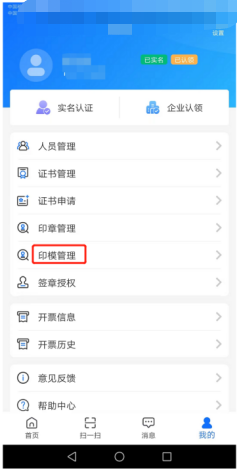 设置
已实名 已认领
实名认证 企业认领
人员管理
证书管理
证书申请
印章管理
印模管理
签章授权
开票信息
开票历史
意见反馈
帮助中心
首页 扫一扫 消息 我的